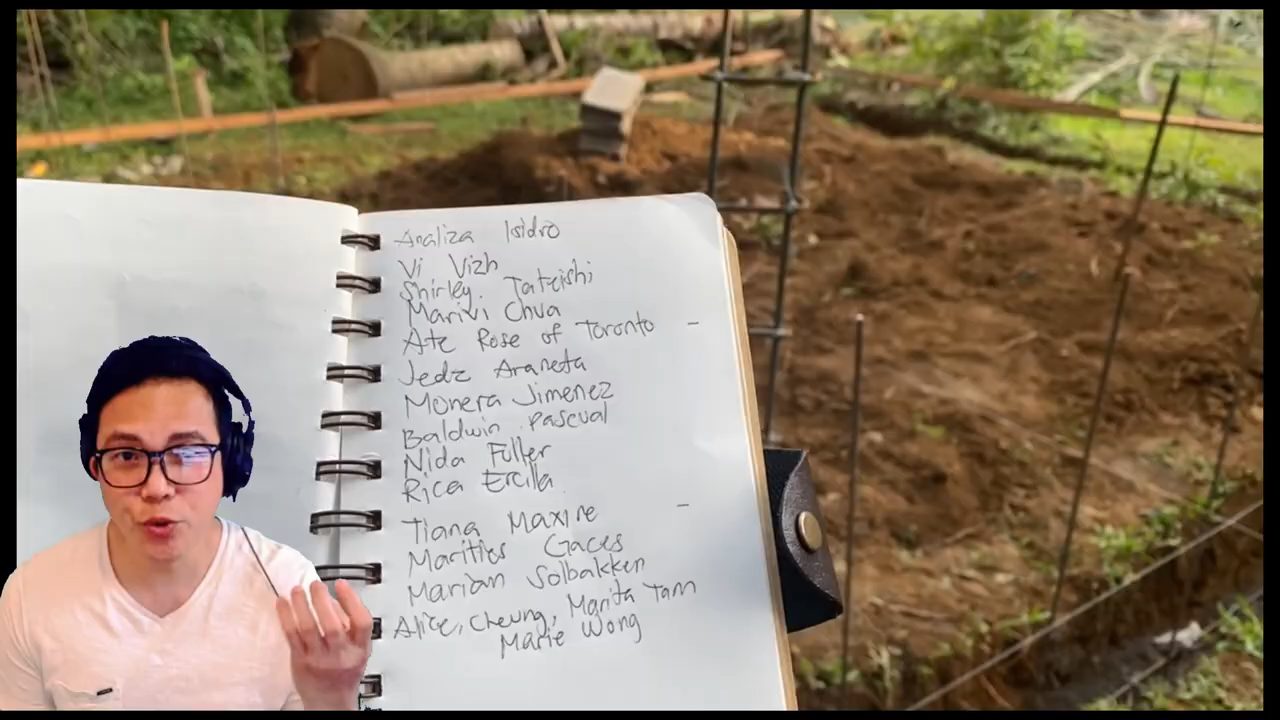 Analiza Isidro
Vi Vizh
Shirley Tateishi
Marivi Chua
Ate Rose of Toronto -
Jedz Araneta
Monera Jimenez
Baldwin Pascual
Nida Fuller
Rica Ercilla
Tiana Maxine -
Marities Gaces
Marian Solbakken
Alice, Cheung, Marita Tam
Marie Wong